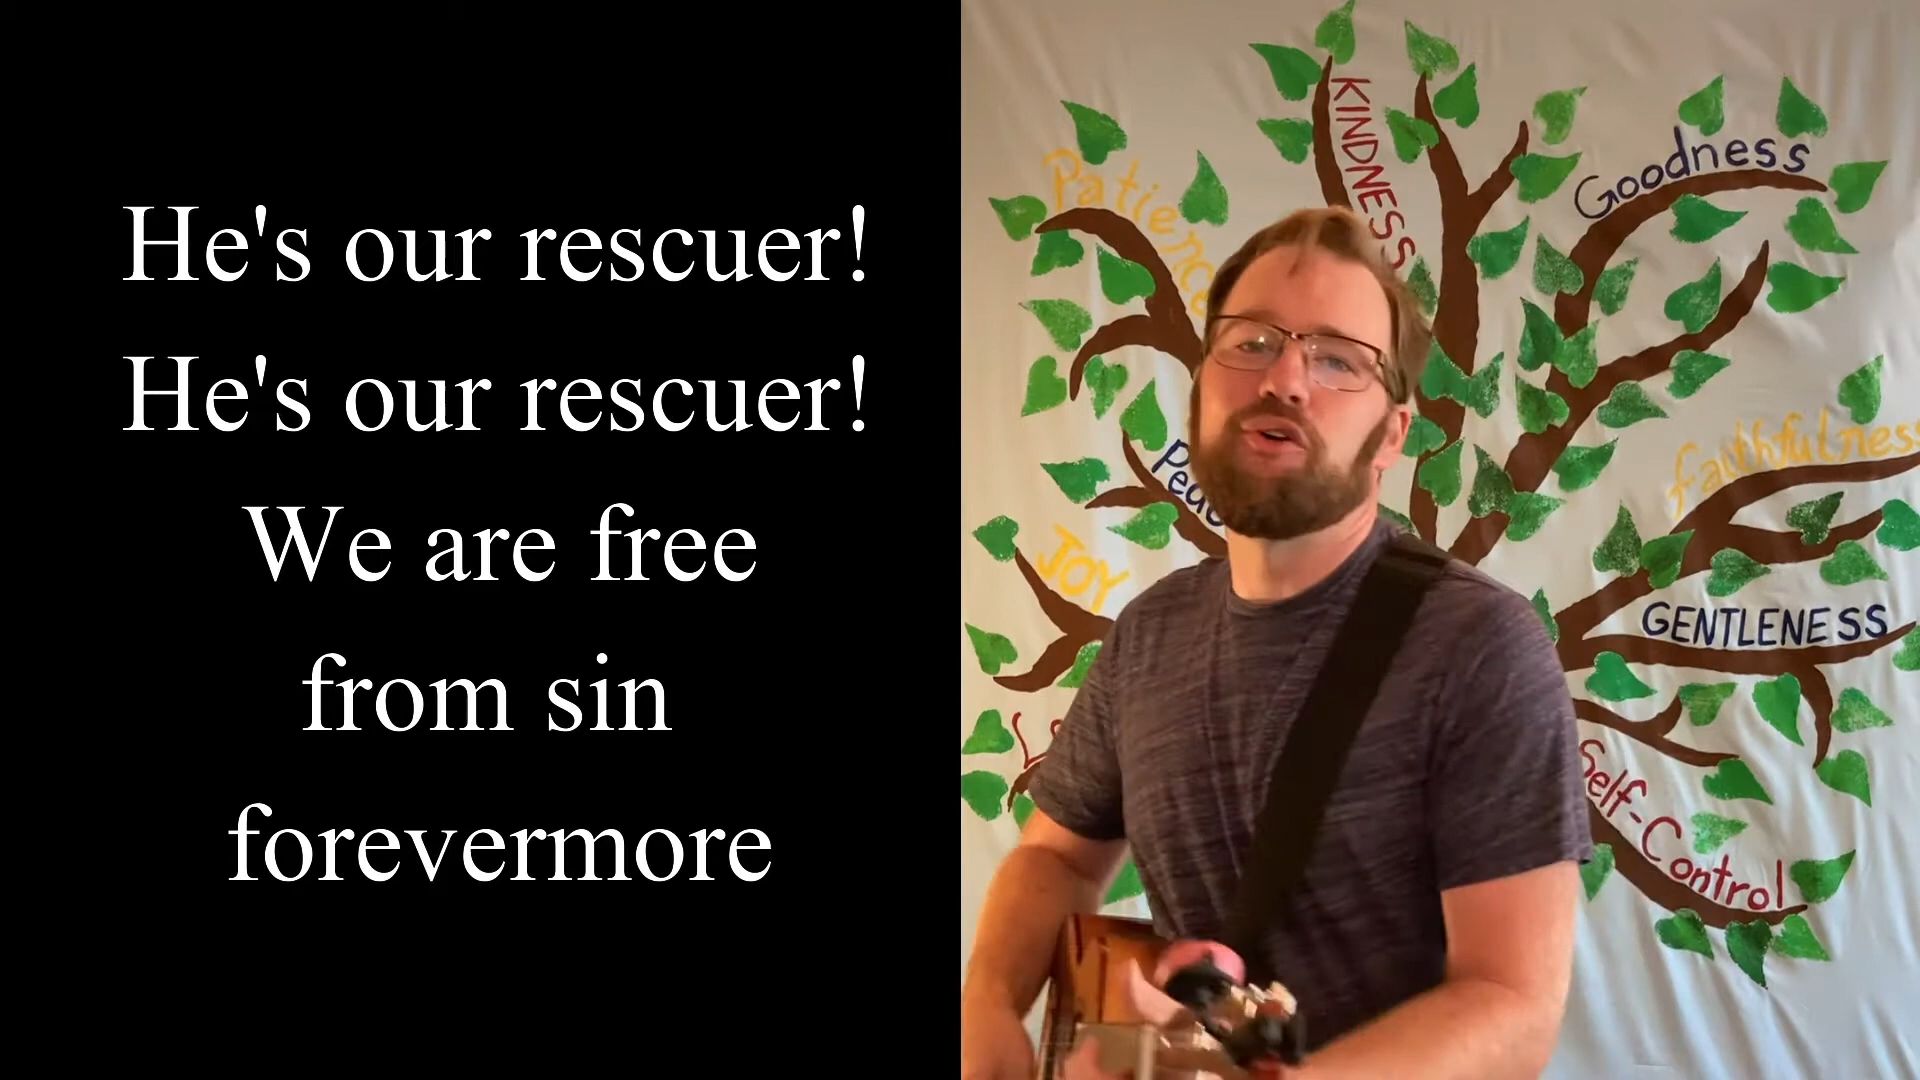 He's our rescuer!
He's our rescuer!
We are free
from sin
forevermore
KINDNESS
Goodness
Patience
faithfulness
JOY
GENTLENESS
Self-Control